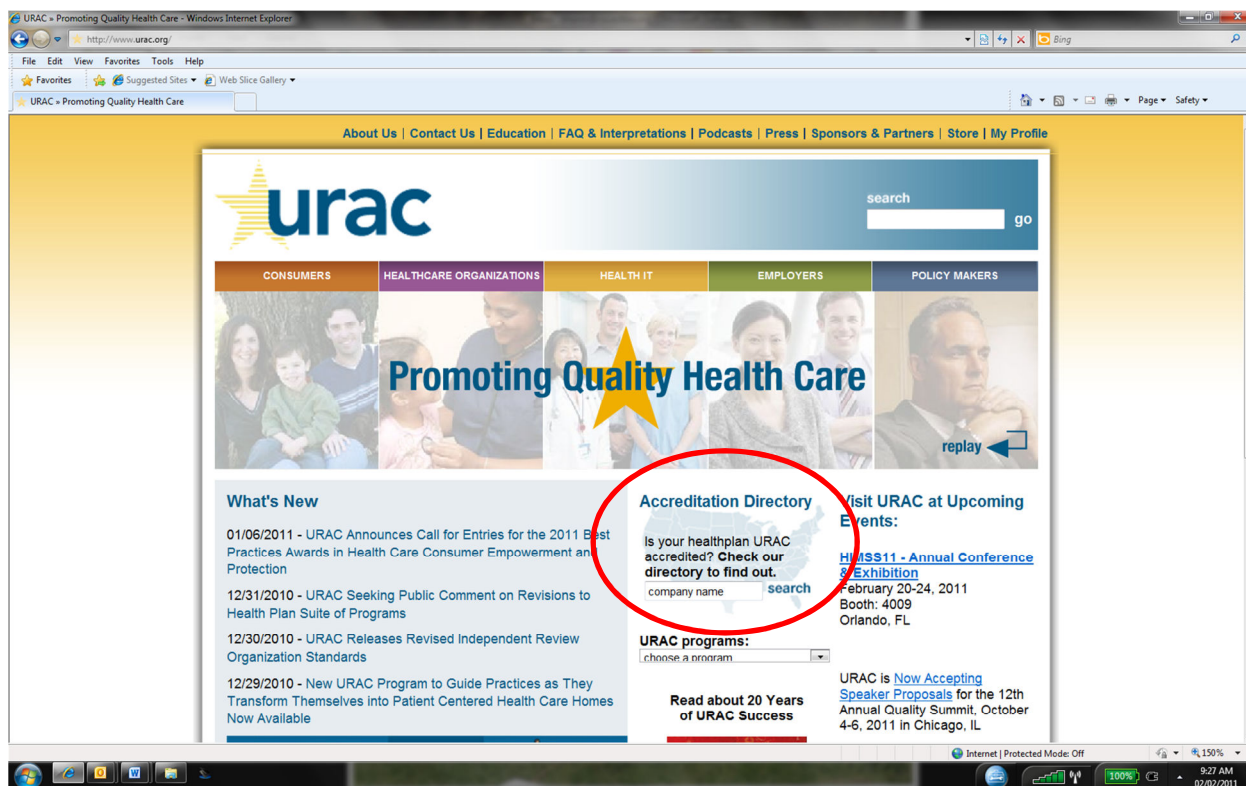 URAC » Promoting Quality Health Care - Windows Internet Explorer
http://www.urac.org/
Bing
File Edit View Favorites Tools Help
Favorites Suggested Sites Web Slice Gallery
URAC » Promoting Quality Health Care
Page Safety
About Us | Contact Us | Education | FAQ & Interpretations | Podcasts | Press | Sponsors & Partners | Store | My Profile
urac
search
go
CONSUMERS HEALTHCARE ORGANIZATIONS HEALTH IT EMPLOYERS POLICY MAKERS
Promoting Quality Health Care
replay
What's New
01/06/2011 - URAC Announces Call for Entries for the 2011 Best
Practices Awards in Health Care Consumer Empowerment and
Protection
12/31/2010 - URAC Seeking Public Comment on Revisions to
Health Plan Suite of Programs
12/30/2010 - URAC Releases Revised Independent Review
Organization Standards
12/29/2010 - New URAC Program to Guide Practices as They
Transform Themselves into Patient Centered Health Care Homes
Now Available
Accreditation Directory
Is your healthplan URAC
accredited? Check our
directory to find out.
company name search
URAC programs:
choose a program
Read about 20 Years
of URAC Success
Visit URAC at Upcoming
Events:
HIMSS11 - Annual Conference
& Exhibition
February 20-24, 2011
Booth: 4009
Orlando, FL
URAC is Now Accepting
Speaker Proposals for the 12th
Annual Quality Summit, October
4-6, 2011 in Chicago, IL
Internet | Protected Mode: Off
150%
100%
9:27 AM
02/02/2011